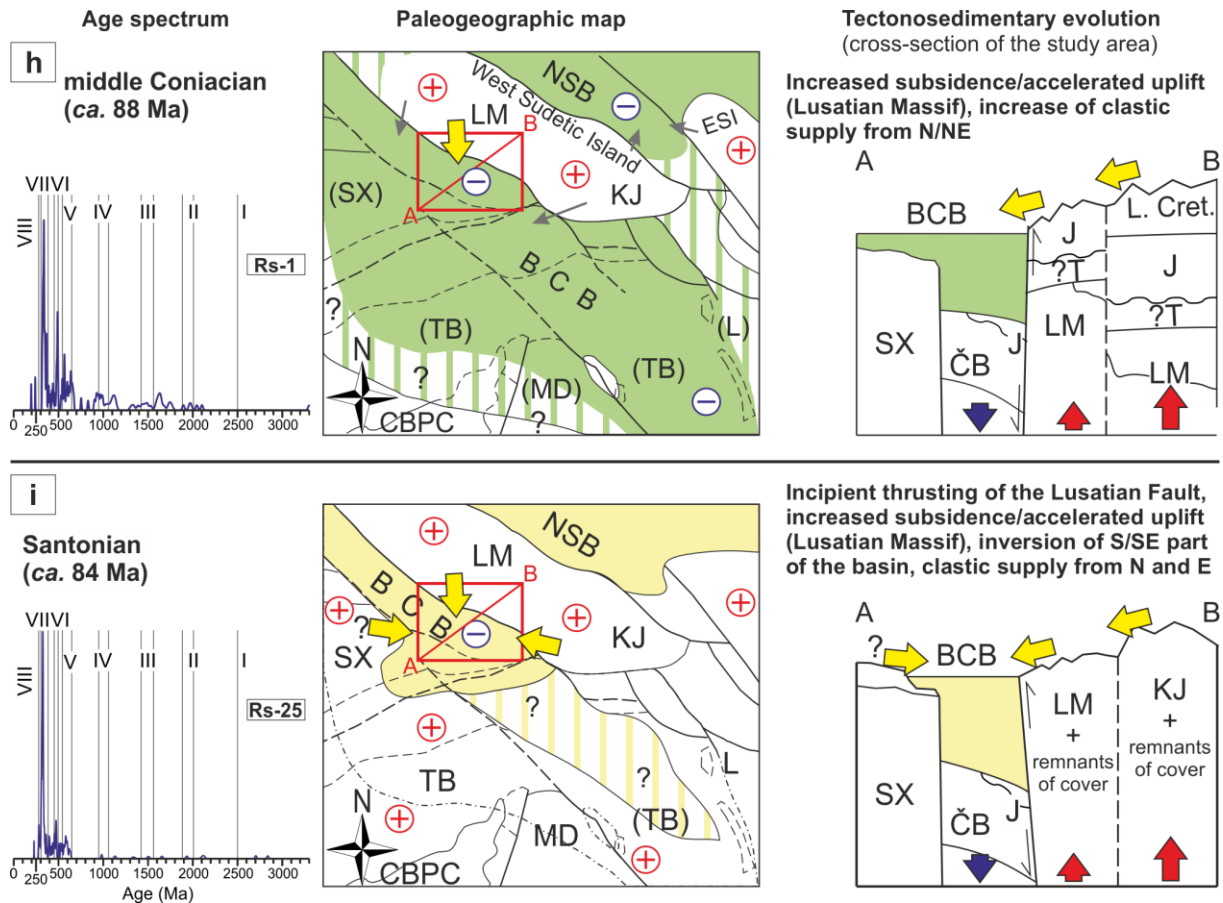 Age spectrum
Paleogeographic map
Tectonosedimentary evolution
(cross-section of the study area)
h
middle Coniacian
(ca. 88 Ma)
VIII
VII VI
V
IV
III
II
I
Rs-1
0 250 500 1000 1500 2000 2500 3000
NSB
LM
West Sudetic Island
ESI
B
(SX)
A
KJ
B C B
(TB)
(L)
?
N
?
(MD)
(TB)
?
CBPC
Increased subsidence/accelerated uplift
(Lusatian Massif), increase of clastic
supply from N/NE
A
B
BCB
L. Cret.
J
J
?T
?T
SX
LM
J
ČB
LM
i
Santonian
(ca. 84 Ma)
VIII
VII VI
V
IV
III
II
I
Rs-25
0 250 500 1000 1500 2000 2500 3000
Age (Ma)
NSB
LM
B C B
B
?
KJ
SX
A
?
TB
?
L
N
(TB)
MD
CBPC
Incipient thrusting of the Lusatian Fault,
increased subsidence/accelerated uplift
(Lusatian Massif), inversion of S/SE part
of the basin, clastic supply from N and E
A
B
?
BCB
LM
+
remnants
of cover
KJ
+
remnants
of cover
SX
J
ČB